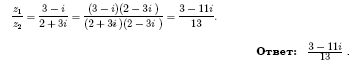 z₁/z₂ = (3 − i)/(2 + 3i) = ((3 − i)(2 − 3i))/((2 + 3i)(2 − 3i)) = (3 − 11i)/13.
Ответ: (3 − 11i)/13 .